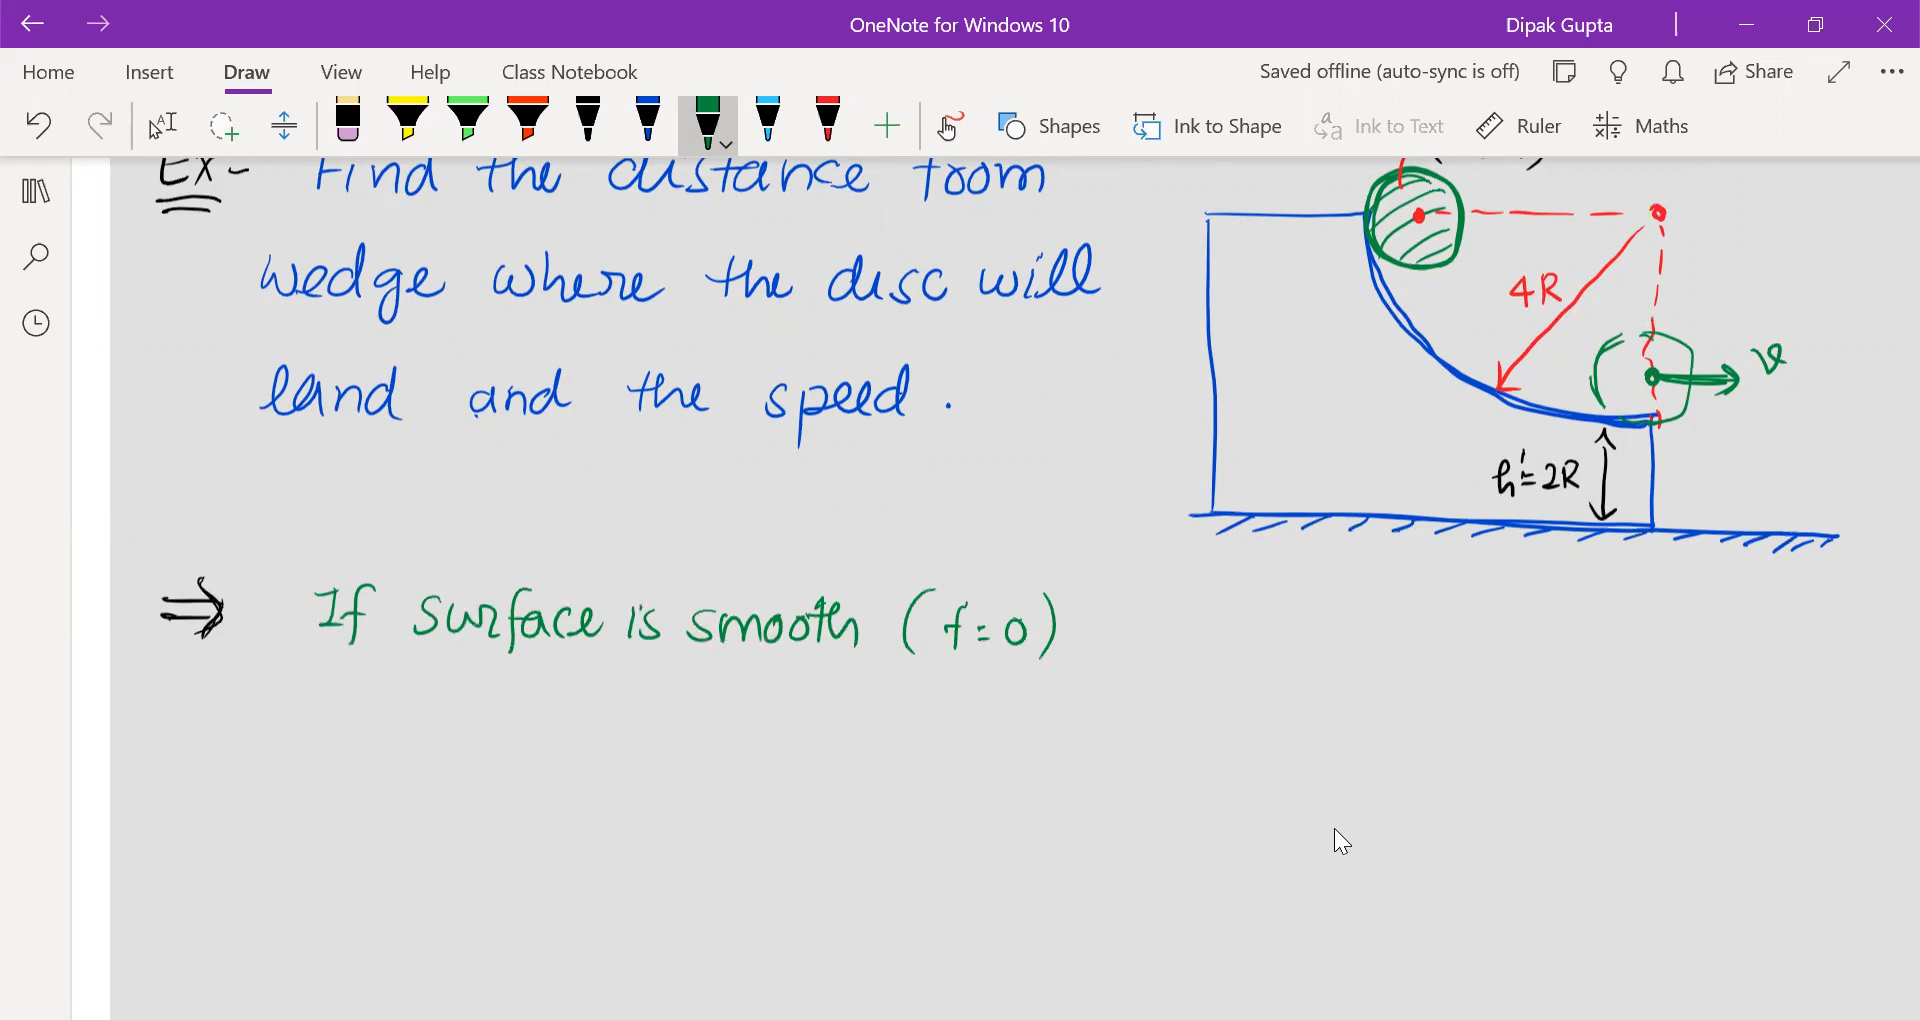 OneNote for Windows 10
Dipak Gupta
Home Insert Draw View Help Class Notebook
Saved offline (auto-sync is off) Share
Shapes Ink to Shape Ink to Text Ruler Maths
Ex- Find the distance from
wedge where the disc will
land and the speed.
4R
v
h'=2R
⇒ If surface is smooth (f=0)